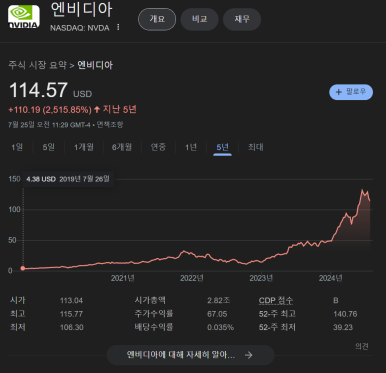 NVIDIA
엔비디아
NASDAQ: NVDA
개요 비교 재무
주식 시장 요약 > 엔비디아
114.57 USD
+ 팔로우
+110.19 (2,515.85%) ↑ 지난 5년
7월 25일 오전 11:29 GMT-4 • 면책조항
1일 5일 1개월 6개월 연중 1년 5년 최대
150
4.38 USD 2019년 7월 26일
100
50
0
2021년 2022년 2023년 2024년
시가 113.04 시가총액 2.82조 CDP 점수 B
최고 115.77 주가수익률 67.05 52-주 최고 140.76
최저 106.30 배당수익률 0.035% 52-주 최저 39.23
의견
엔비디아에 대해 자세히 알아... →